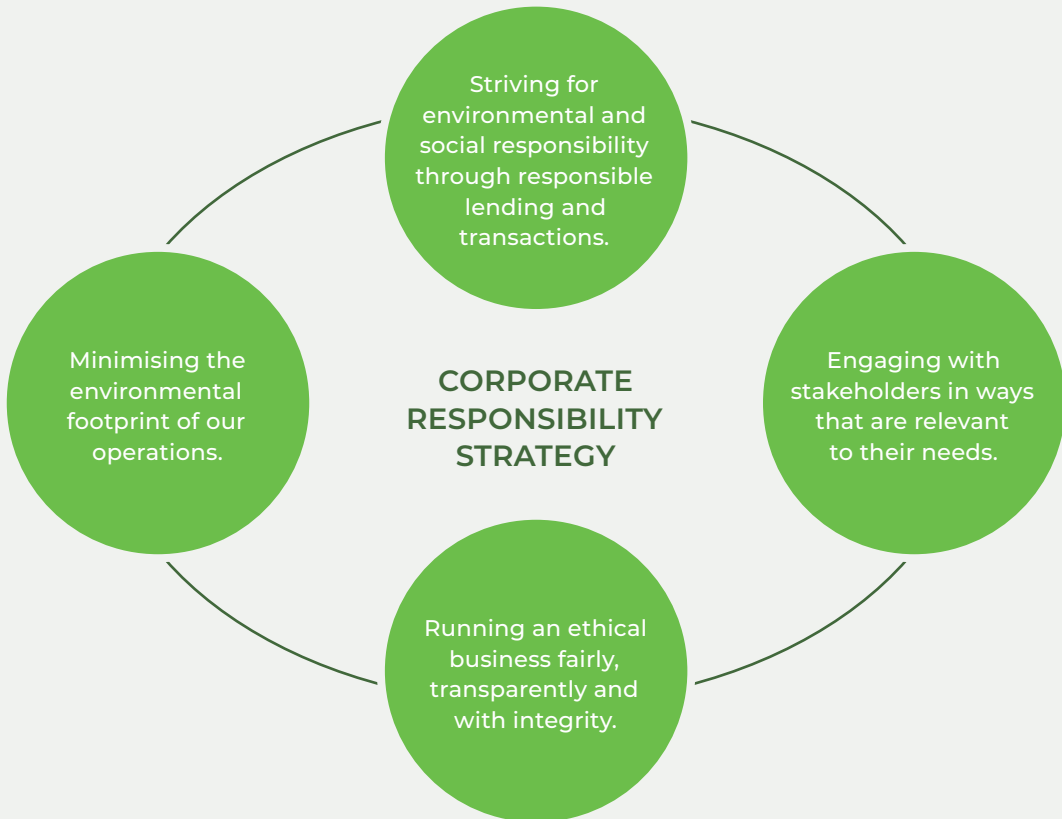 Striving for
environmental and
social responsibility
through responsible
lending and
transactions.
Minimising the
environmental
footprint of our
operations.
CORPORATE
RESPONSIBILITY
STRATEGY
Engaging with
stakeholders in ways
that are relevant
to their needs.
Running an ethical
business fairly,
transparently and
with integrity.